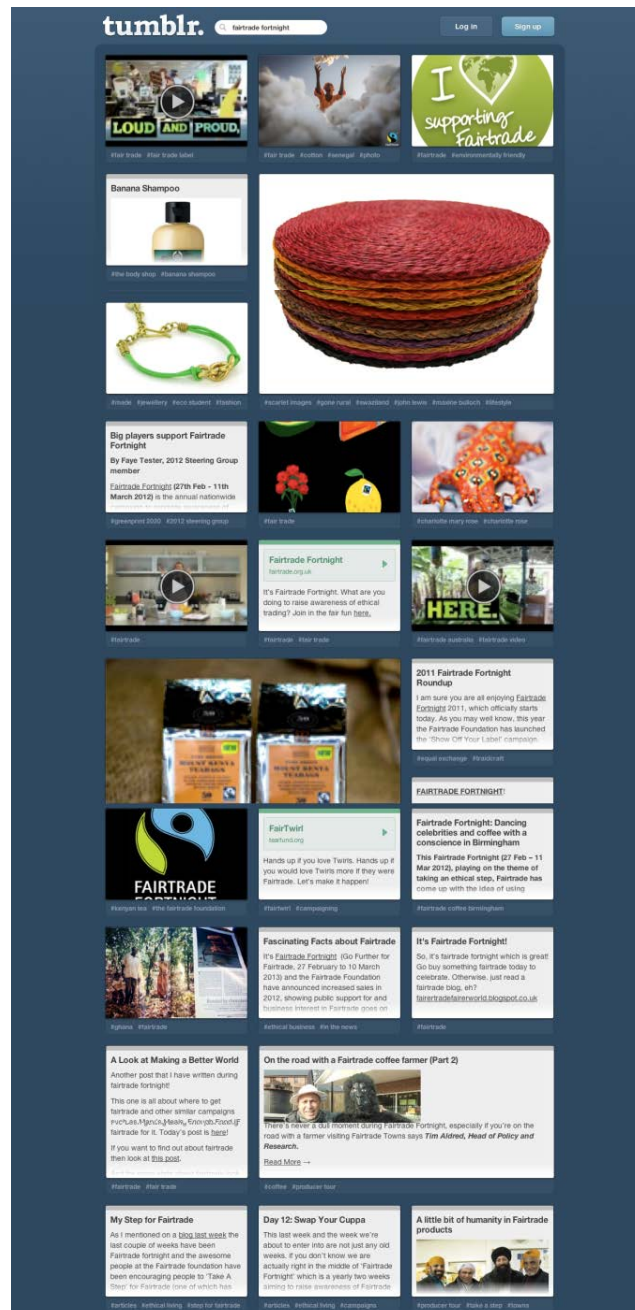 tumblr.
fairtrade fortnight
Log in
Sign up
LOUD AND PROUD,
I
supporting
Fairtrade
#fair trade #fair trade label
#fair trade #cotton #senegal #photo
#fairtrade #environmentally friendly
Banana Shampoo
#the body shop #banana shampoo
#made #jewellery #eco student #fashion
#scarlet images #gone rural #swaziland #john lewis #maxine bulloch #lifestyle
Big players support Fairtrade
Fortnight
By Faye Tester, 2012 Steering Group
member
Fairtrade Fortnight (27th Feb - 11th
March 2012) is the annual nationwide
#greenprint 2020 #2012 steering group
#fair trade
#charlotte mary rose #charlotte rose
#fairtrade
Fairtrade Fortnight
fairtrade.org.uk
It's Fairtrade Fortnight. What are you
doing to raise awareness of ethical
trading? Join in the fair fun here.
#fairtrade #fair trade
HERE.
#fairtrade australia #fairtrade video
MOUNT KENYA
TEABAGS
MOUNT KENYA
TEABAGS
50
2011 Fairtrade Fortnight
Roundup
I am sure you are all enjoying Fairtrade
Fortnight 2011, which officially starts
today. As you may well know, this year
the Fairtrade Foundation has launched
the 'Show Off Your Label' campaign.
#equal exchange #traidcraft
FAIRTRADE FORTNIGHT!
FAIRTRADE
FORTNIGHT
#kenyan tea #the fairtrade foundation
FairTwirl
tearfund.org
Hands up if you love Twirls. Hands up if
you would love Twirls more if they were
Fairtrade. Let's make it happen!
#fairtwirl #campaigning
Fairtrade Fortnight: Dancing
celebrities and coffee with a
conscience in Birmingham
This Fairtrade Fortnight (27 Feb – 11
Mar 2012), playing on the theme of
taking an ethical step, Fairtrade has
come up with the idea of using
#fairtrade coffee birmingham
#ghana #fairtrade
Fascinating Facts about Fairtrade
It's Fairtrade Fortnight (Go Further for
Fairtrade, 27 February to 10 March
2013) and the Fairtrade Foundation
have announced increased sales in
2012, showing public support for and
business interest in Fairtrade goes on
#ethical business #in the news
It's Fairtrade Fortnight!
So, it's fairtrade fortnight which is great!
Go buy something fairtrade today to
celebrate. Otherwise, just read a
fairtrade blog, eh?
fairertradefairerworld.blogspot.co.uk
#fairtrade
A Look at Making a Better World
Another post that I have written during
fairtrade fortnight!
This one is all about where to get
fairtrade and other similar campaigns
fairtrade for it. Today's post is here!
If you want to find out about fairtrade
then look at this post.
#fairtrade #fair trade
On the road with a Fairtrade coffee farmer (Part 2)
There's never a dull moment during Fairtrade Fortnight, especially if you're on the
road with a farmer visiting Fairtrade Towns says Tim Aldred, Head of Policy and
Research.
Read More →
#coffee #producer tour
My Step for Fairtrade
As I mentioned on a blog last week the
last couple of weeks have been
Fairtrade fortnight and the awesome
people at the Fairtrade foundation have
been encouraging people to 'Take A
Step' for Fairtrade (one of which has
#articles #ethical living #step for fairtrade
Day 12: Swap Your Cuppa
This last week and the week we're
about to enter into are not just any old
weeks. if you don't know we are
actually right in the middle of 'Fairtrade
Fortnight' which is a yearly two weeks
aiming to raise awareness of Fairtrade
#articles #ethical living #campaigns
A little bit of humanity in Fairtrade
products
#producer tour #take a step #towns